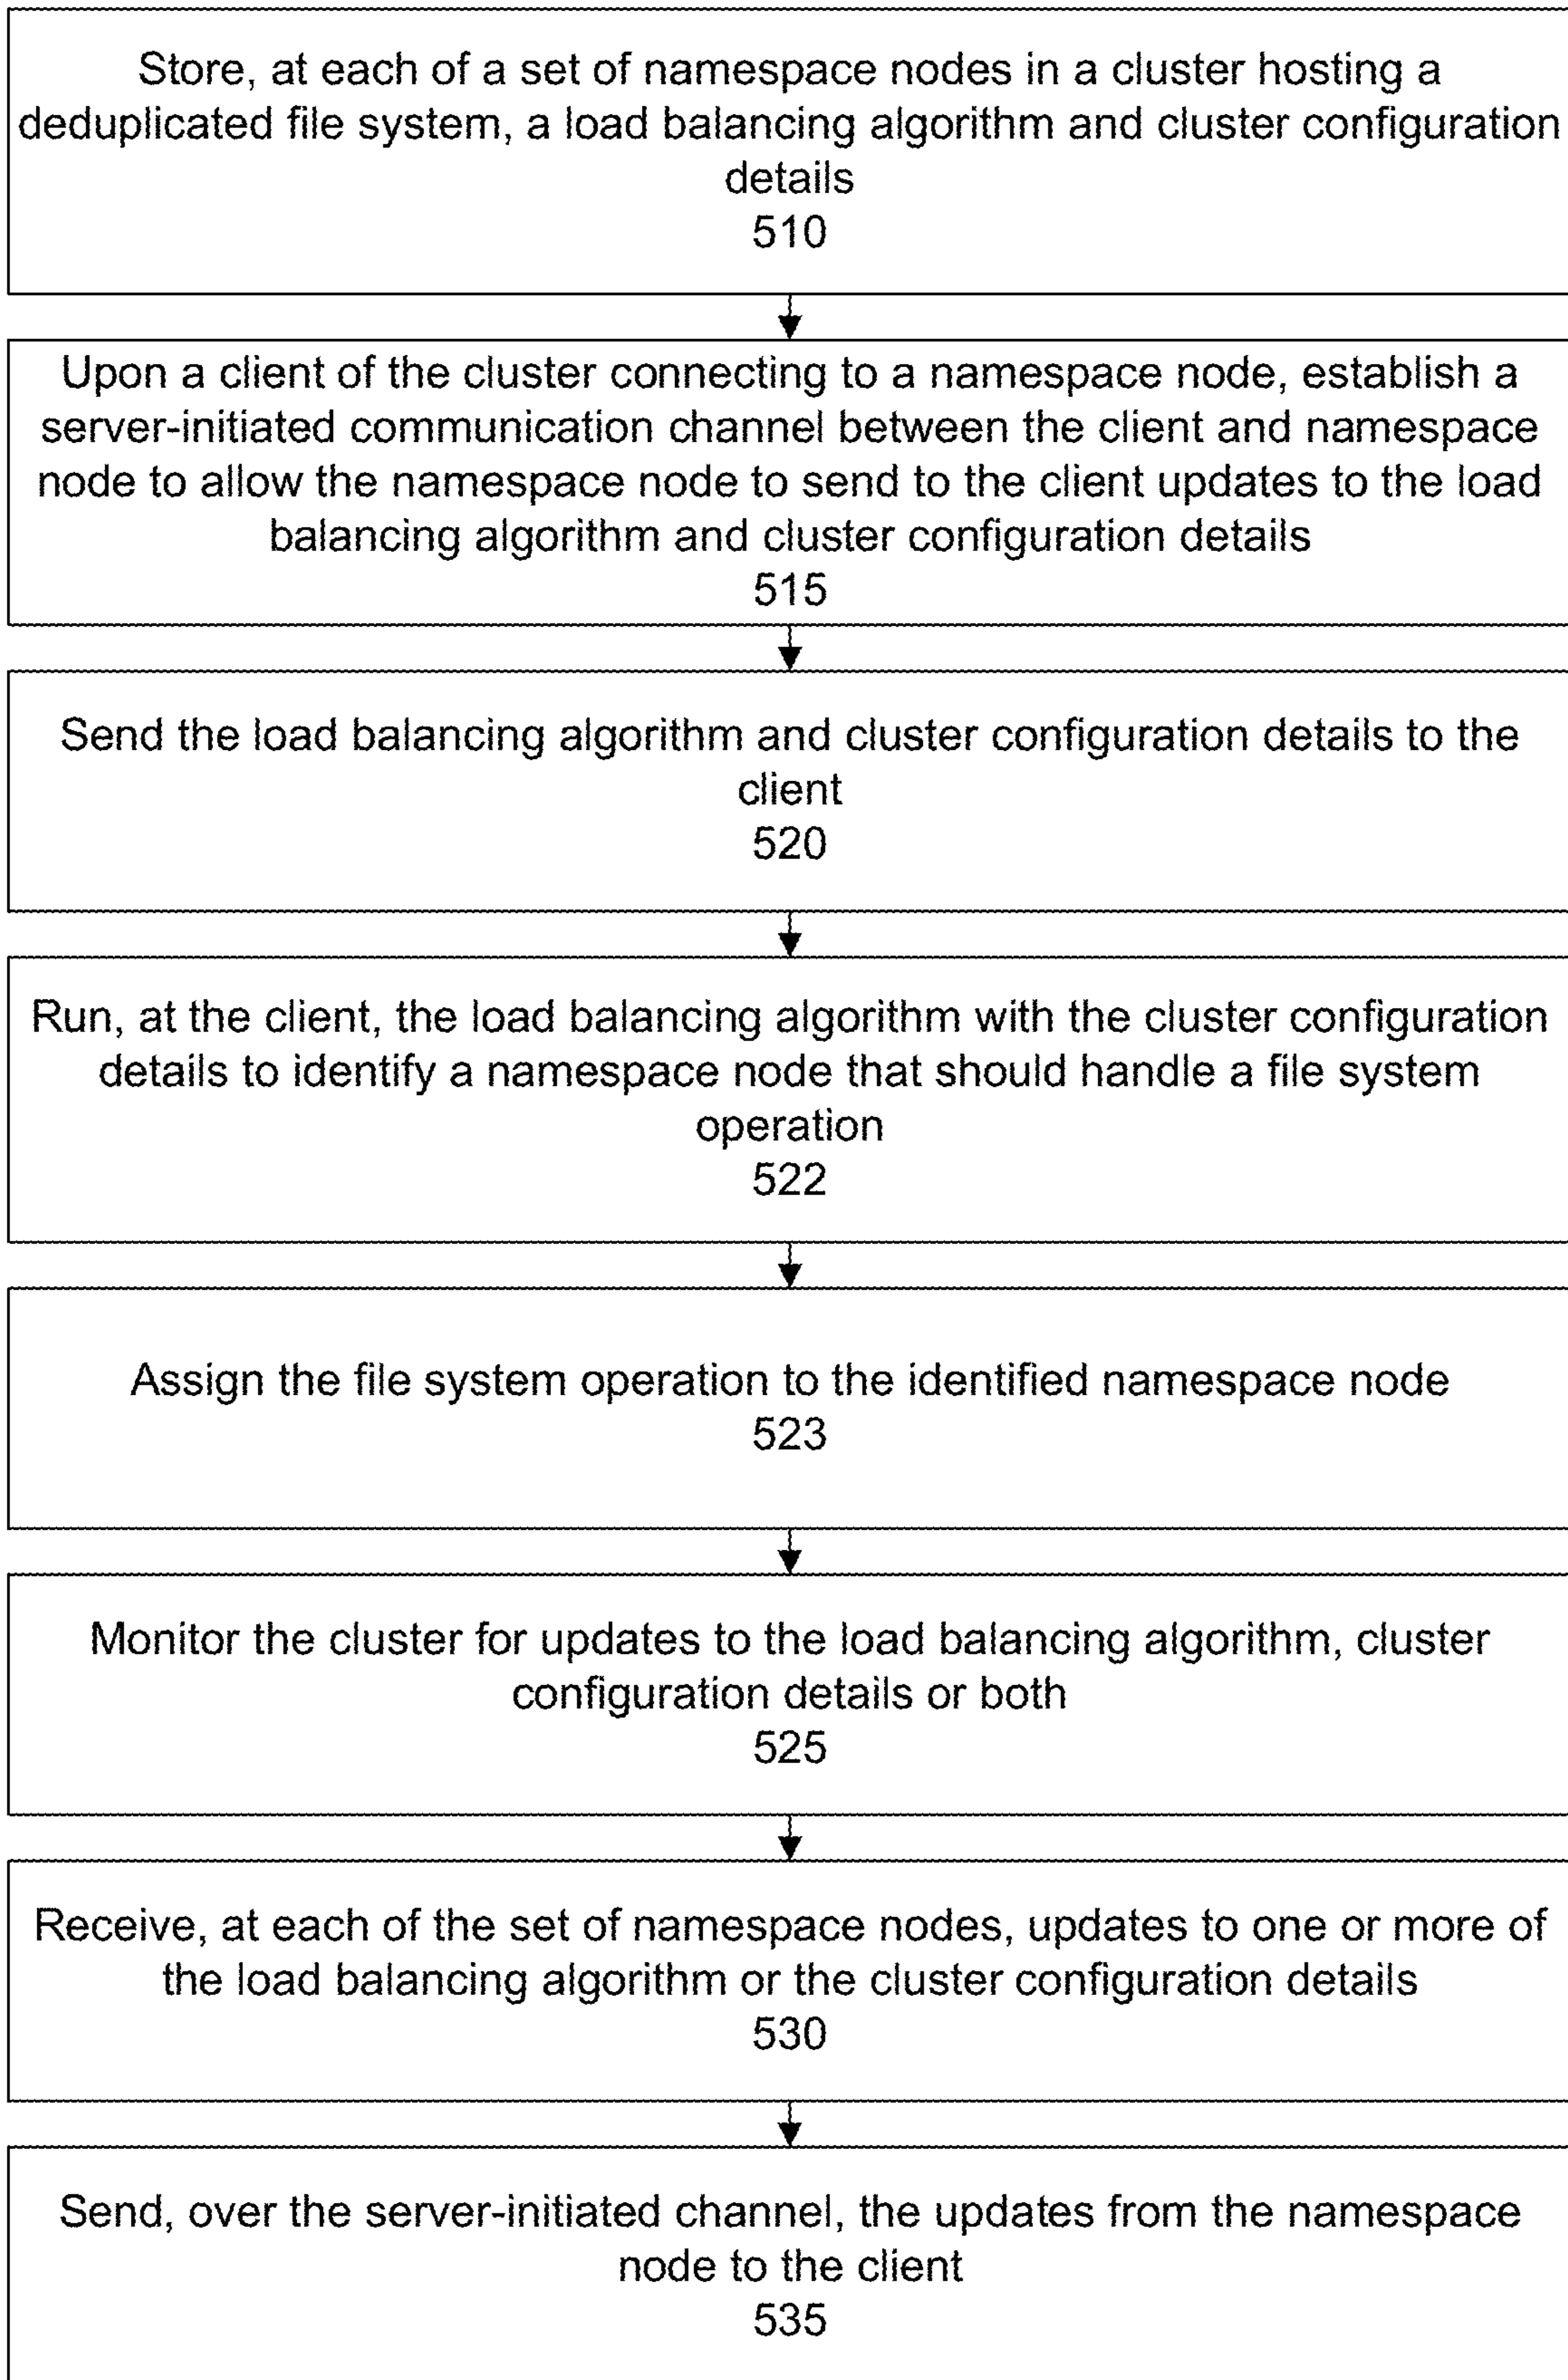 Store, at each of a set of namespace nodes in a cluster hosting a
deduplicated file system, a load balancing algorithm and cluster configuration
details
510
Upon a client of the cluster connecting to a namespace node, establish a
server-initiated communication channel between the client and namespace
node to allow the namespace node to send to the client updates to the load
balancing algorithm and cluster configuration details
515
Send the load balancing algorithm and cluster configuration details to the
client
520
Run, at the client, the load balancing algorithm with the cluster configuration
details to identify a namespace node that should handle a file system
operation
522
Assign the file system operation to the identified namespace node
523
Monitor the cluster for updates to the load balancing algorithm, cluster
configuration details or both
525
Receive, at each of the set of namespace nodes, updates to one or more of
the load balancing algorithm or the cluster configuration details
530
Send, over the server-initiated channel, the updates from the namespace
node to the client
535